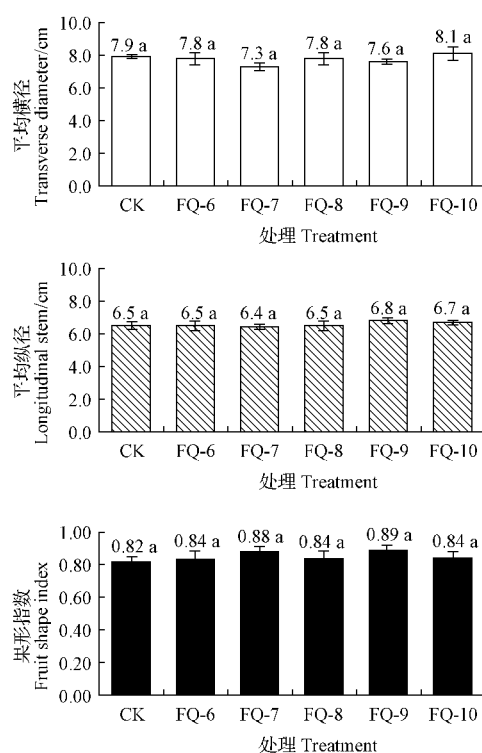 平均横径
Transverse diameter/cm
10.0
8.0
6.0
4.0
2.0
0.0
7.9 a
7.8 a
7.3 a
7.8 a
7.6 a
8.1 a
CK
FQ-6
FQ-7
FQ-8
FQ-9
FQ-10
处理 Treatment
平均纵径
Longitudinal stem/cm
10.0
8.0
6.0
4.0
2.0
0.0
6.5 a
6.5 a
6.4 a
6.5 a
6.8 a
6.7 a
CK
FQ-6
FQ-7
FQ-8
FQ-9
FQ-10
处理 Treatment
果形指数
Fruit shape index
1.00
0.80
0.60
0.40
0.20
0.00
0.82 a
0.84 a
0.88 a
0.84 a
0.89 a
0.84 a
CK
FQ-6
FQ-7
FQ-8
FQ-9
FQ-10
处理 Treatment